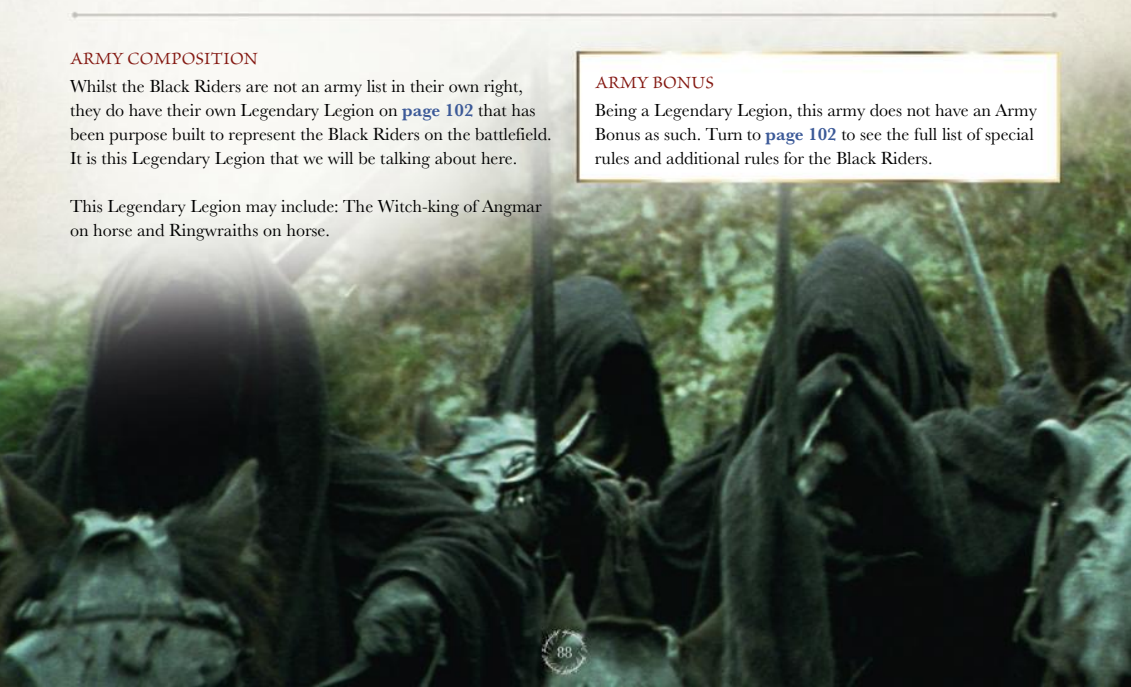 ARMY COMPOSITION
Whilst the Black Riders are not an army list in their own right,
they do have their own Legendary Legion on page 102 that has
been purpose built to represent the Black Riders on the battlefield.
It is this Legendary Legion that we will be talking about here.
This Legendary Legion may include: The Witch-king of Angmar
on horse and Ringwraiths on horse.
ARMY BONUS
Being a Legendary Legion, this army does not have an Army
Bonus as such. Turn to page 102 to see the full list of special
rules and additional rules for the Black Riders.
88